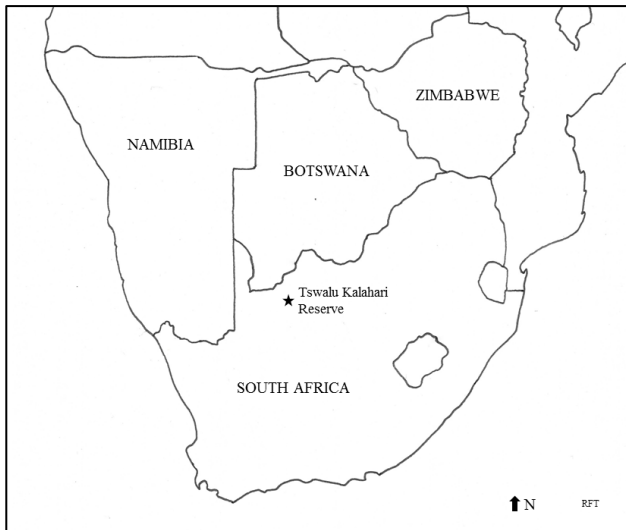 ZIMBABWE
NAMIBIA
BOTSWANA
Tswalu Kalahari
Reserve
SOUTH AFRICA
N
RFT